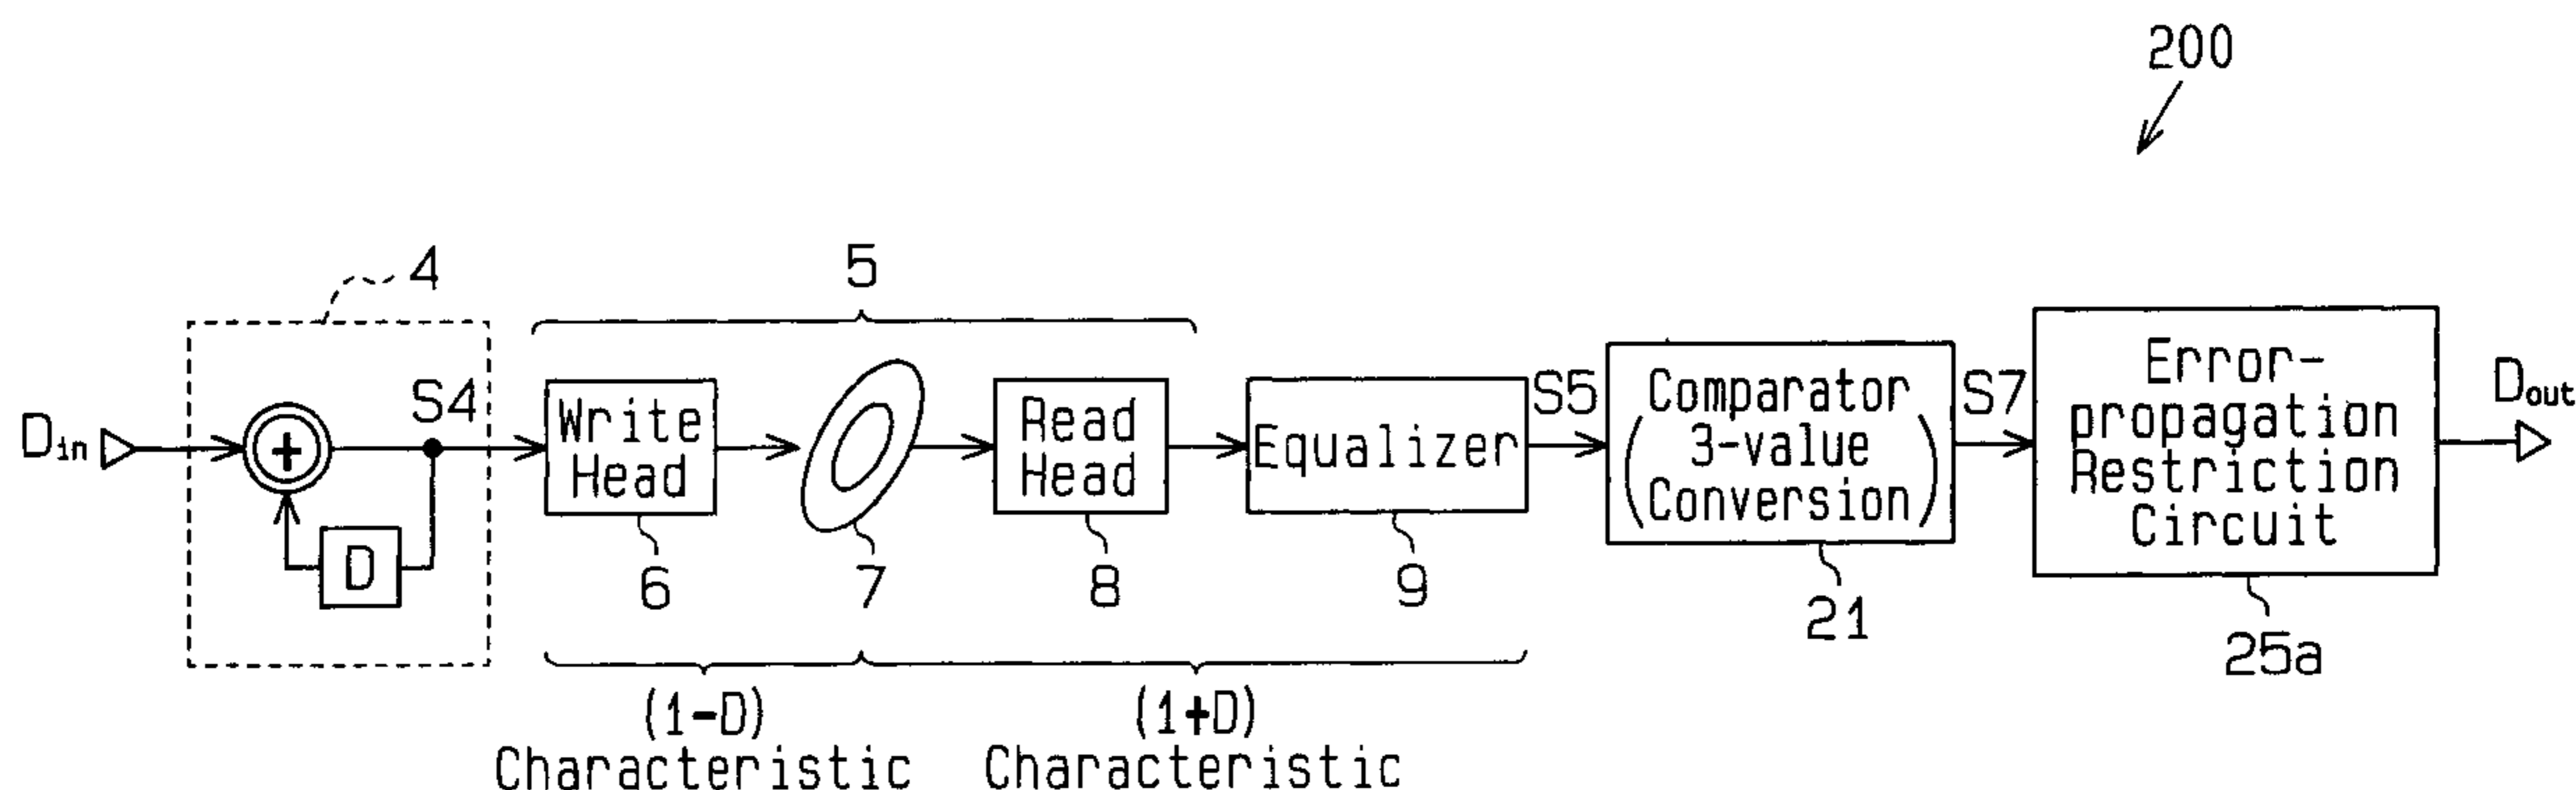 200
4
5
Din
+
S4
D
Write
Head
Read
Head
Equalizer
S5
Comparator
(3-value
Conversion)
S7
Error-
propagation
Restriction
Circuit
Dout
6
7
8
9
21
25a
(1-D)
Characteristic
(1+D)
Characteristic